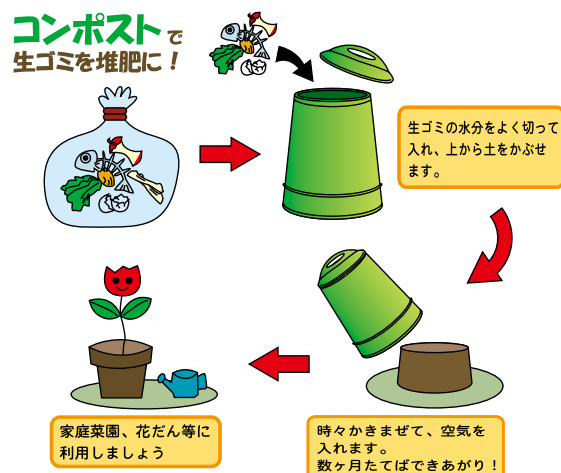 コンポストで
生ゴミを堆肥に！
生ゴミの水分をよく切って
入れ、上から土をかぶせ
ます。
時々かきまぜて、空気を
入れます。
数ヶ月たてばできあがり！
家庭菜園、花だん等に
利用しましょう